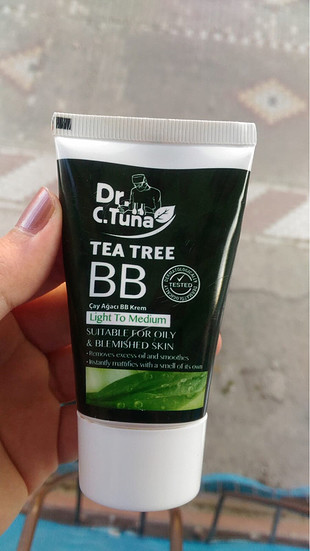 Dr.
C.Tuna
TEA TREE
BB
DERMATOLOGICALLY
TESTED
Çay Ağacı BB Krem
Light To Medium
SUITABLE FOR OILY
& BLEMISHED SKIN
• Removes excess oil and smoothes
• Instantly mattifies with a smell of its own